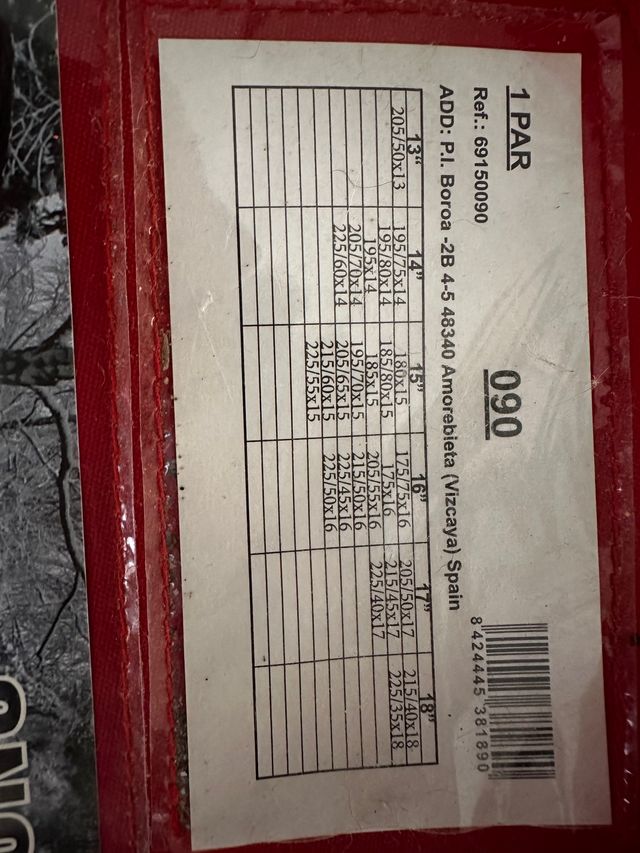 1 PAR
090
Ref.: 69150090
8 424445 381890
ADD: P.I. Boroa -2B 4-5 48340 Amorebieta (Vizcaya) Spain
13“ 14” 15” 16” 17” 18”
205/50x13 195/75x14 180x15 175/75x16 205/50x17 215/40x18
195/80x14 185/80x15 175x16 215/45x17 225/35x18
195x14 185x15 205/55x16 225/40x17
205/70x14 195/70x15 215/50x16
225/60x14 205/65x15 225/45x16
215/60x15 225/50x16
225/55x15